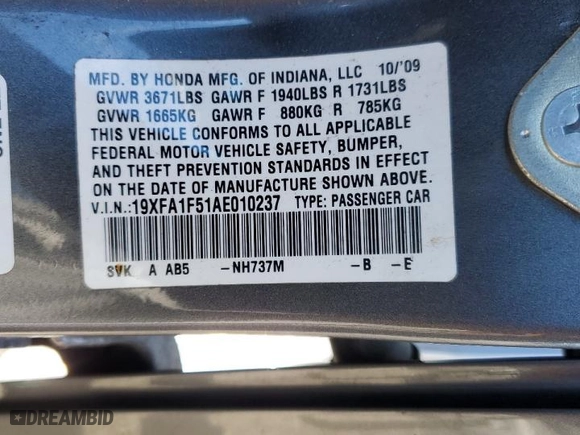 MFD. BY HONDA MFG. OF INDIANA, LLC 10/'09
GVWR 3671LBS GAWR F 1940LBS R 1731LBS
GVWR 1665KG GAWR F 880KG R 785KG
THIS VEHICLE CONFORMS TO ALL APPLICABLE
FEDERAL MOTOR VEHICLE SAFETY, BUMPER,
AND THEFT PREVENTION STANDARDS IN EFFECT
ON THE DATE OF MANUFACTURE SHOWN ABOVE.
V.I.N.:19XFA1F51AE010237 TYPE: PASSENGER CAR
SVK A AB5 -NH737M -B -E
DREAMBID